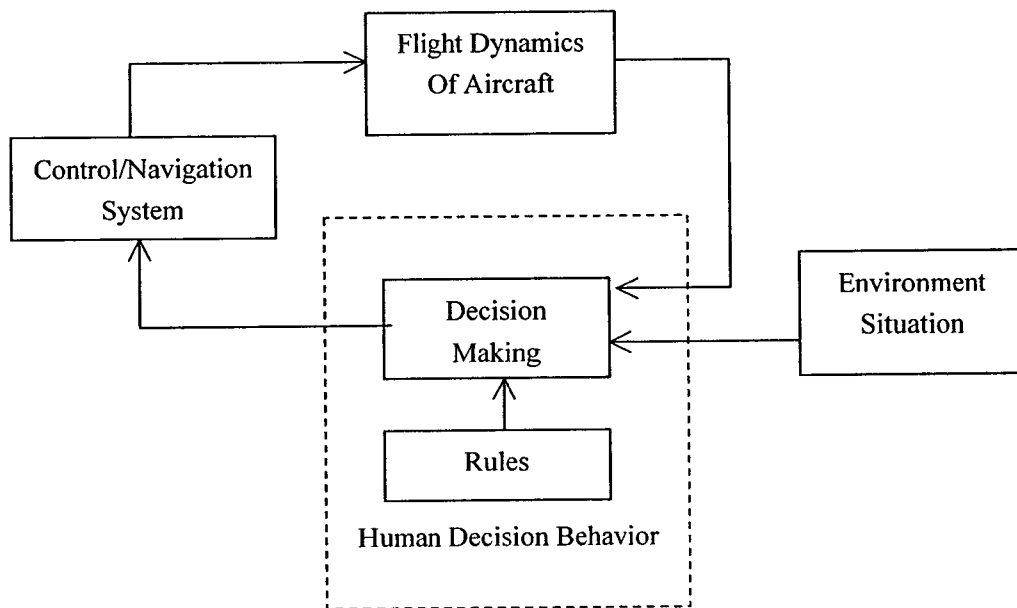 Flight Dynamics
Of Aircraft
Control/Navigation
System
Environment
Situation
Decision
Making
Rules
Human Decision Behavior